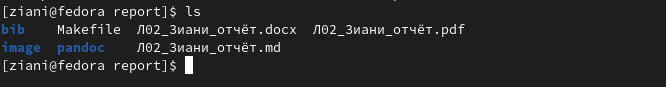 [ziani@fedora report]$ ls
bib    Makefile  Л02_Зиани_отчёт.docx  Л02_Зиани_отчёт.pdf
image  pandoc    Л02_Зиани_отчёт.md
[ziani@fedora report]$